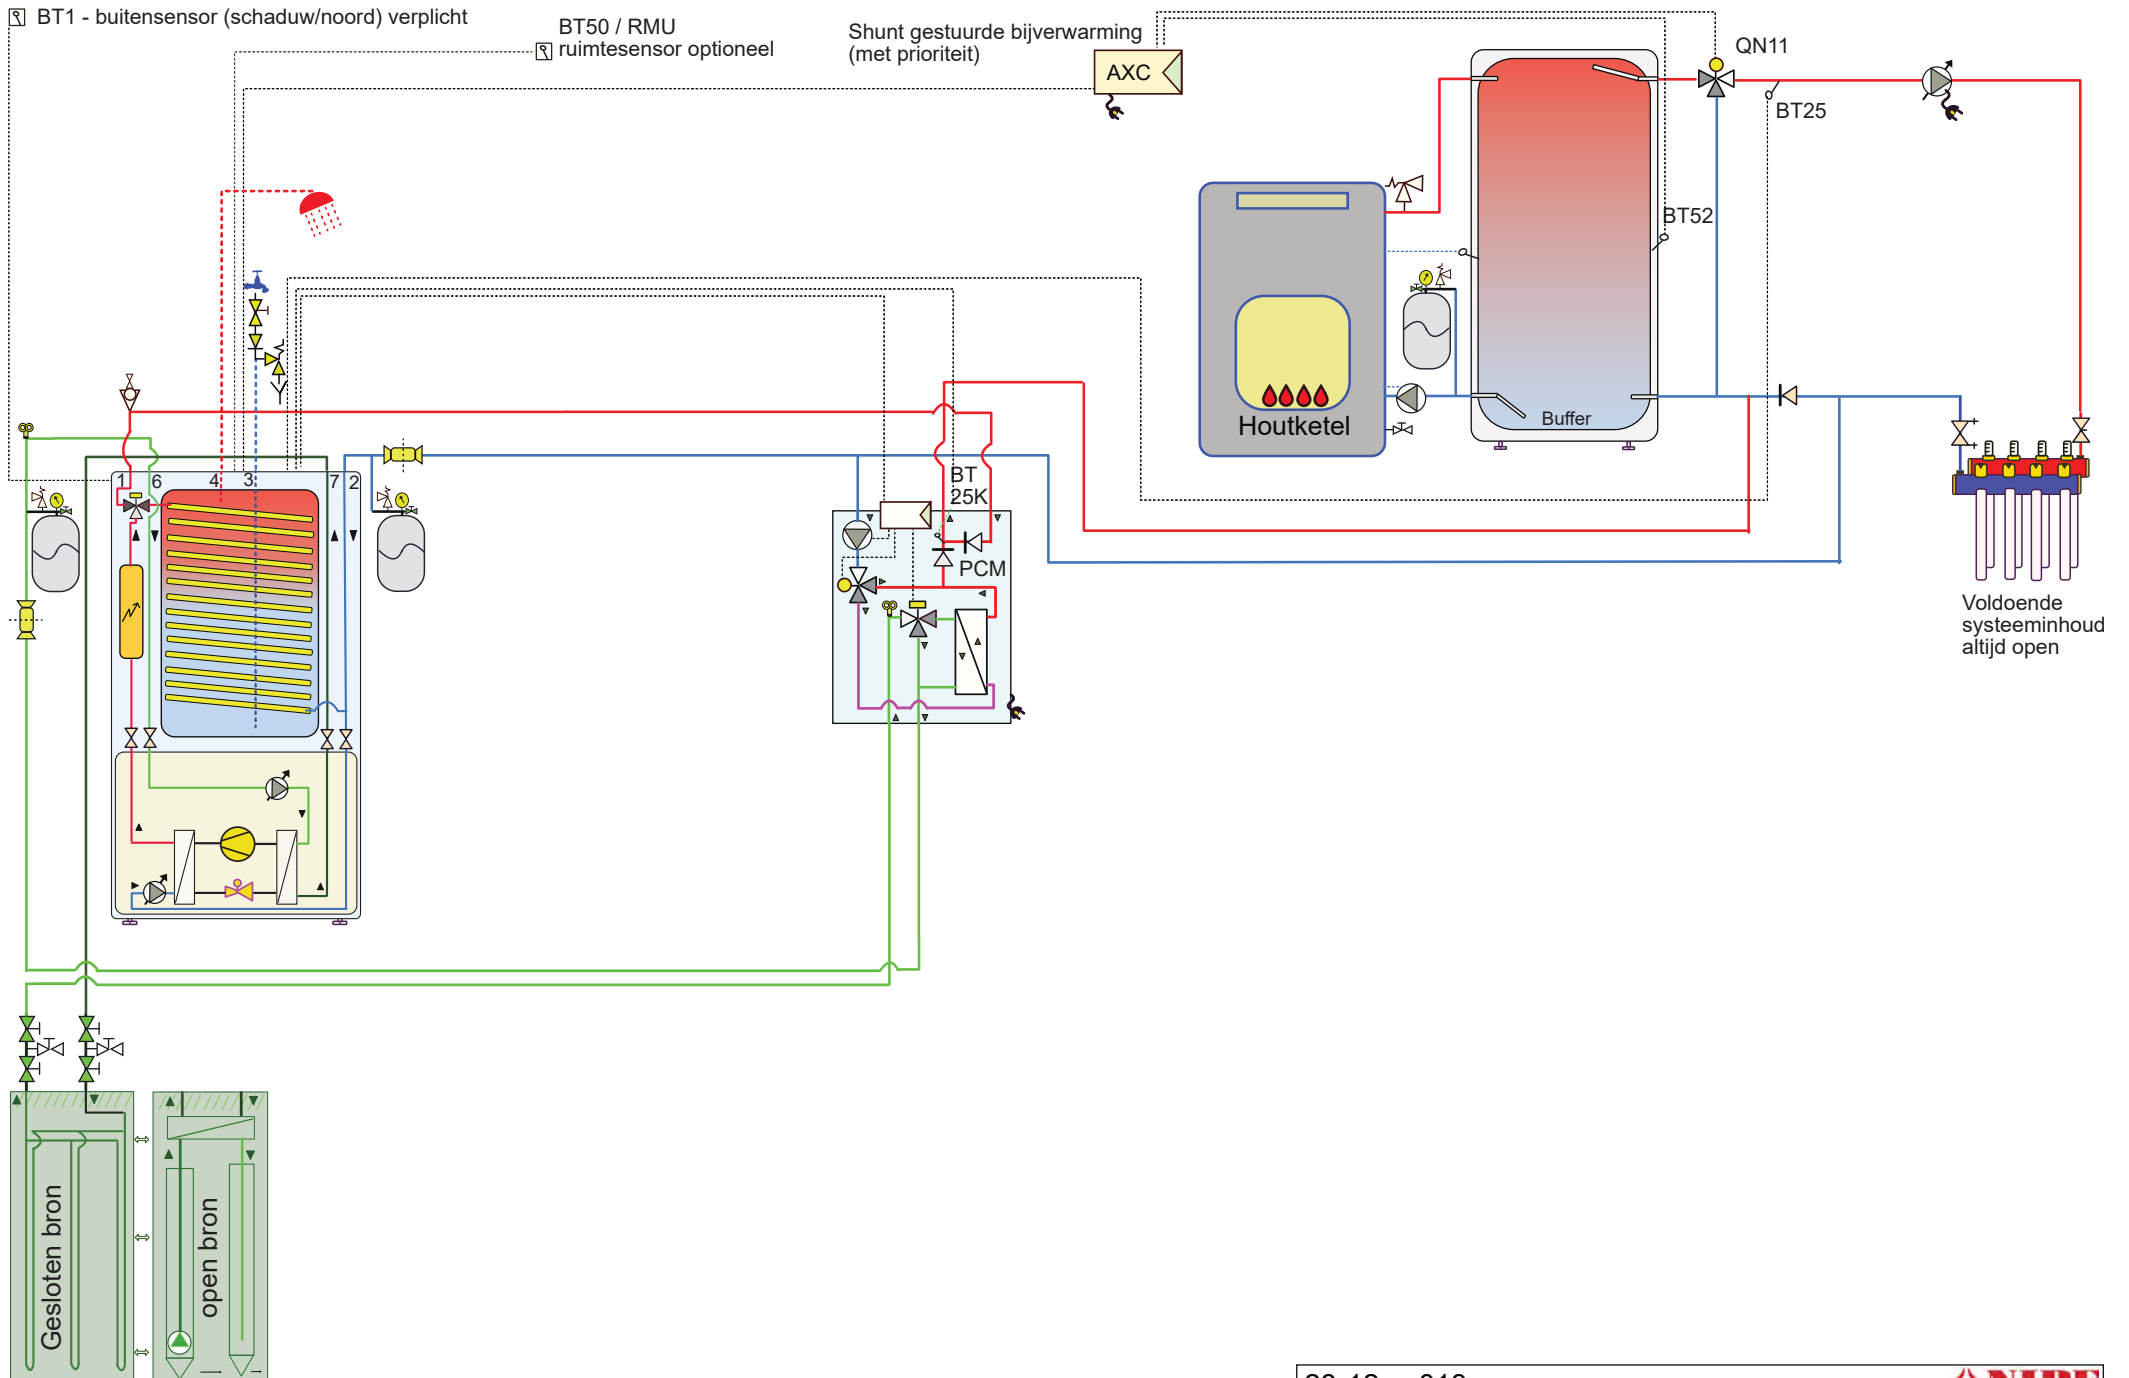 BT1 - buitensensor (schaduw/noord) verplicht
BT50 / RMU
ruimtesensor optioneel
Shunt gestuurde bijverwarming
(met prioriteit)
AXC
QN11
BT25
BT52
Houtketel
Buffer
1
6
4
3
7
2
BT
25K
PCM
Voldoende
systeeminhoud
altijd open
Gesloten bron
open bron